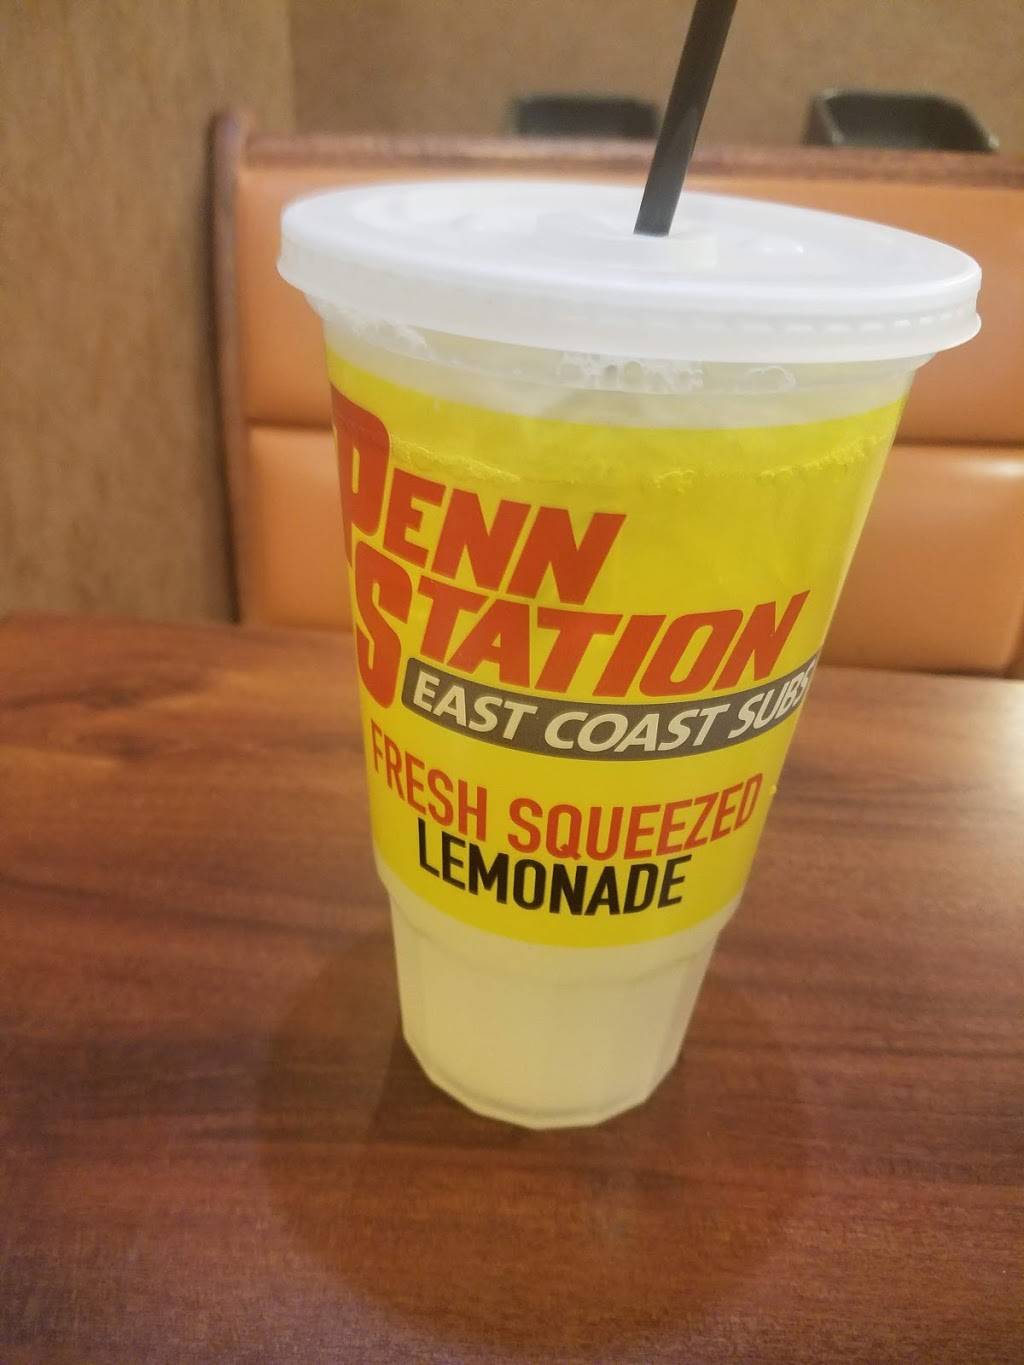 PENN
STATION
EAST COAST SUBS
FRESH SQUEEZED
LEMONADE